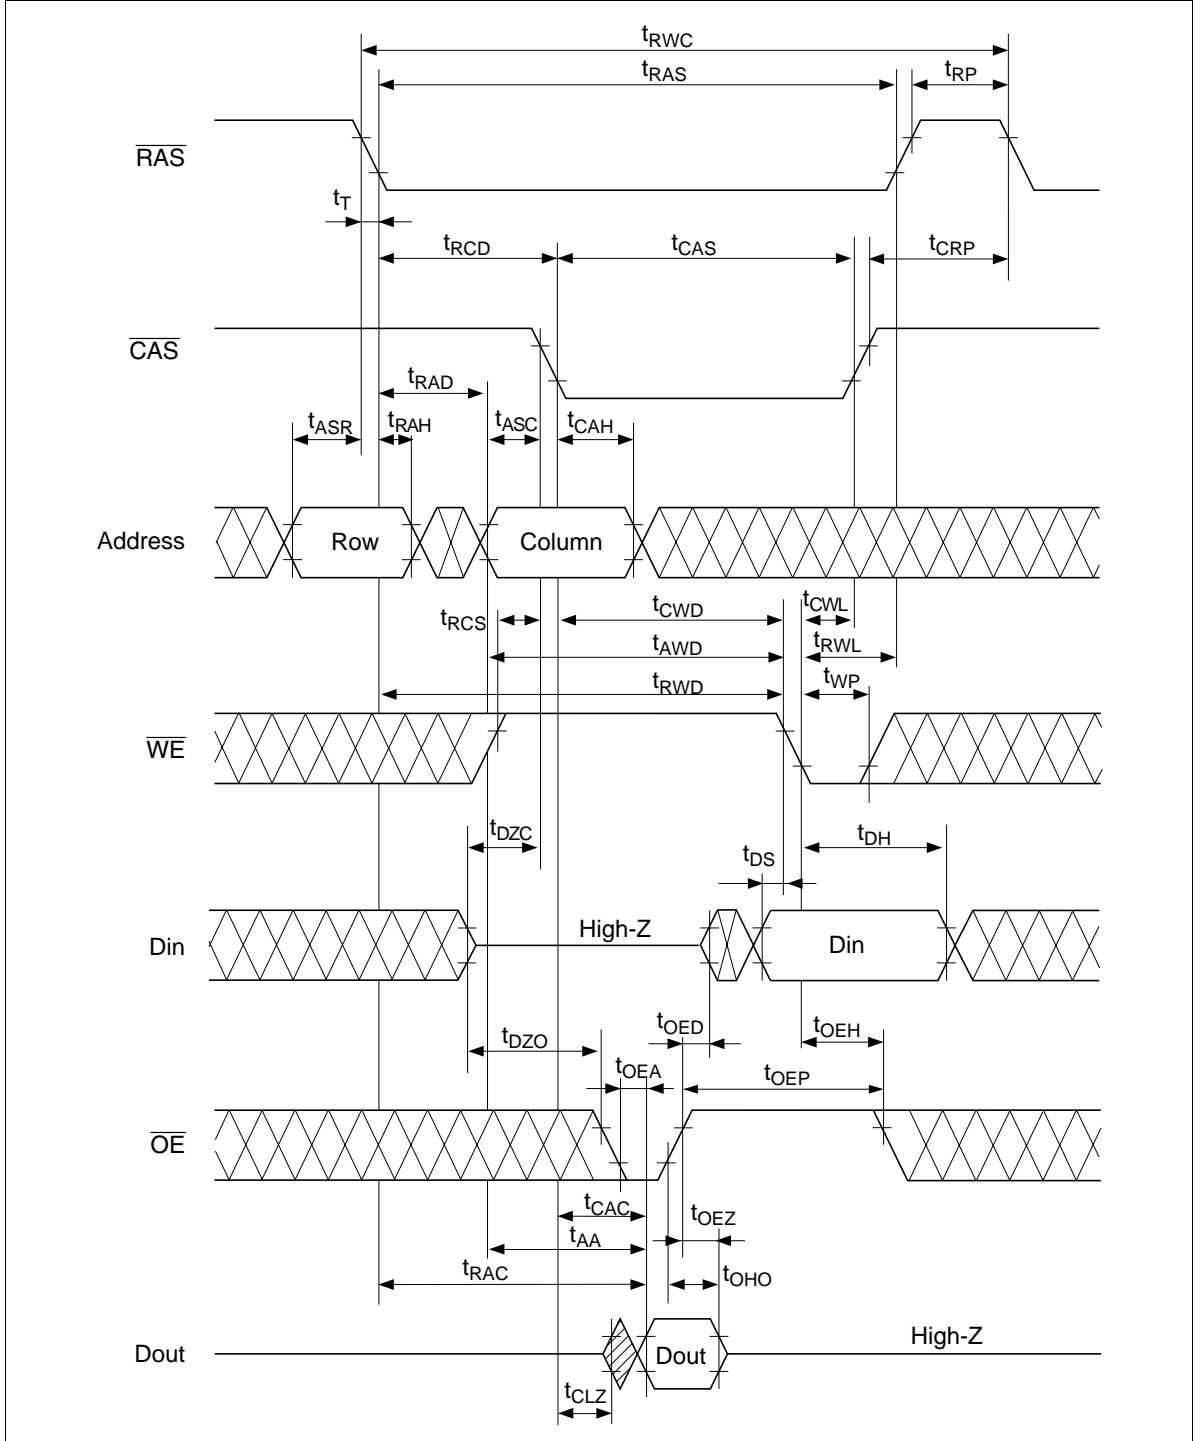 tRWC
tRAS
tRP
RAS
tT
tRCD
tCAS
tCRP
CAS
tRAD
tASR
tRAH
tASC
tCAH
Address
Row
Column
tRCS
tCWD
tCWL
tAWD
tRWL
tRWD
tWP
WE
tDZC
tDS
tDH
Din
High-Z
Din
tDZO
tOED
tOEH
tOEA
tOEP
OE
tCAC
tOEZ
tAA
tRAC
tOHO
Dout
Dout
High-Z
tCLZ